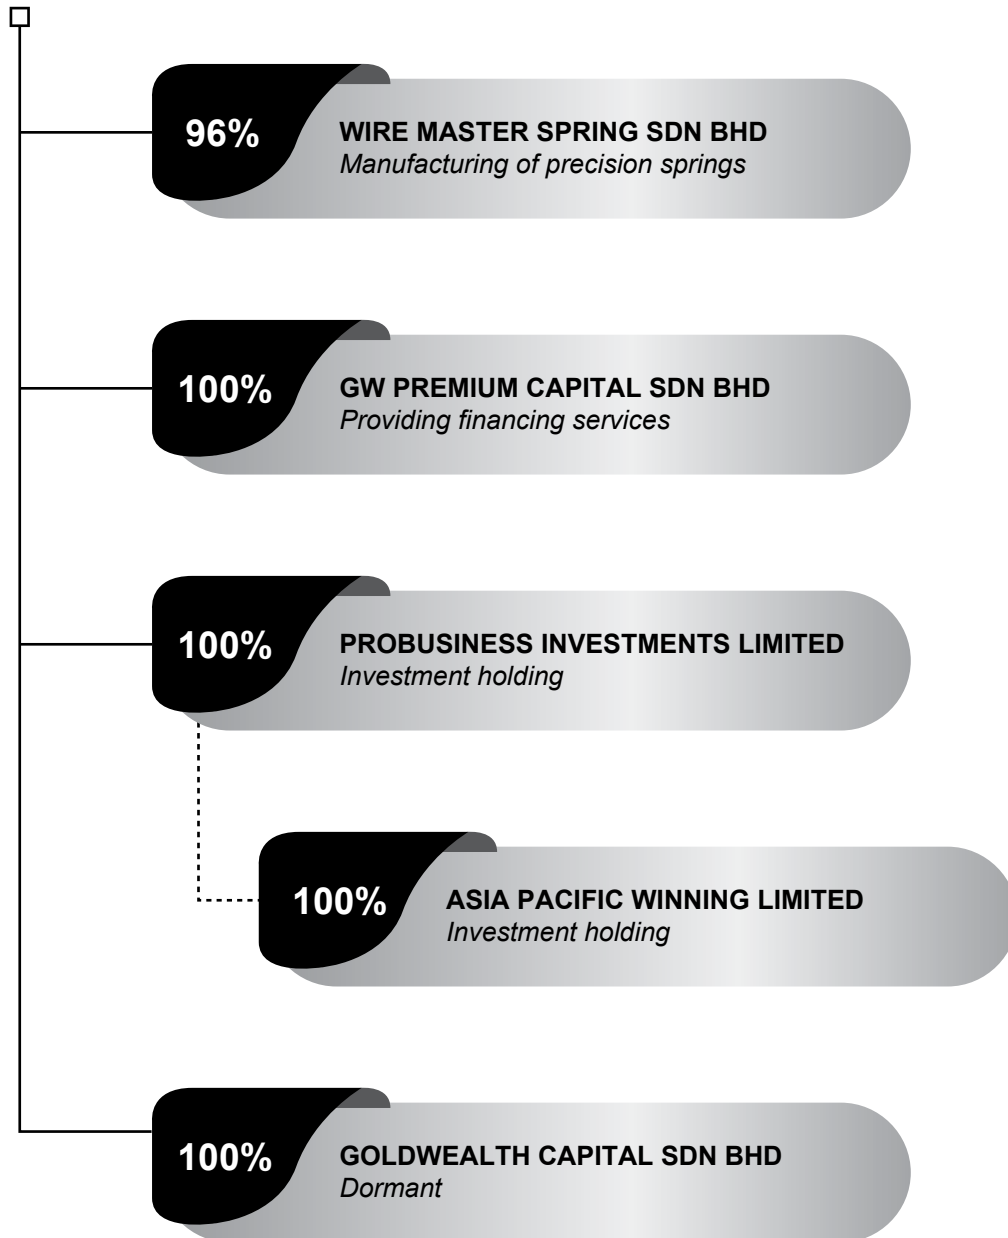 96%
WIRE MASTER SPRING SDN BHD
Manufacturing of precision springs
100%
GW PREMIUM CAPITAL SDN BHD
Providing financing services
100%
PROBUSINESS INVESTMENTS LIMITED
Investment holding
100%
ASIA PACIFIC WINNING LIMITED
Investment holding
100%
GOLDWEALTH CAPITAL SDN BHD
Dormant